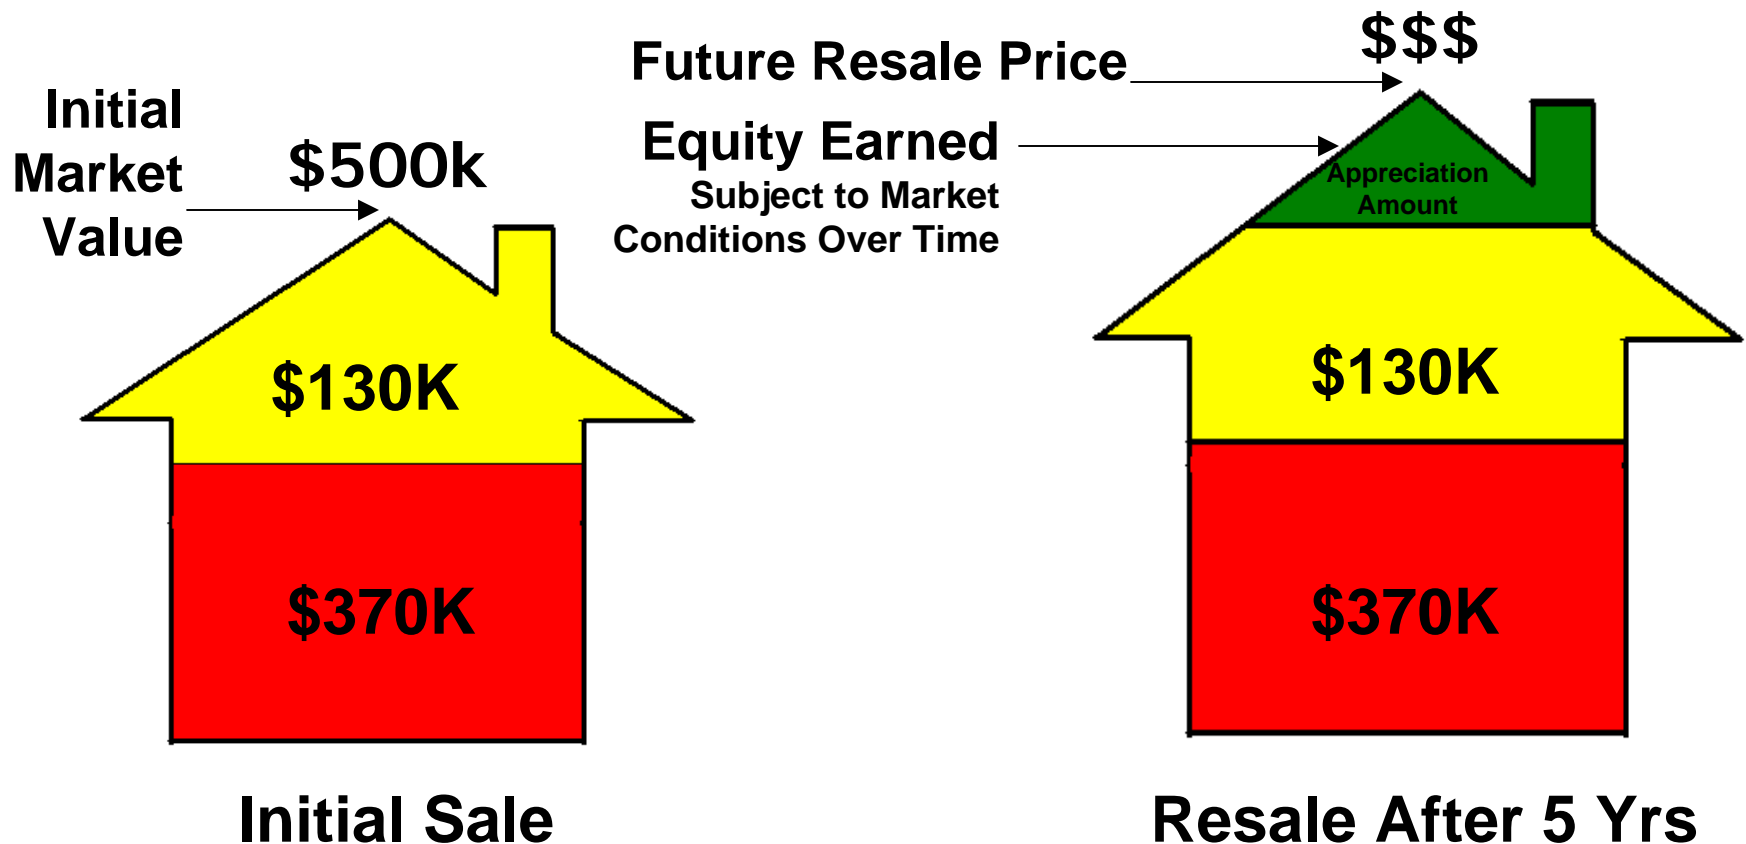 Initial
Market
Value
$500k
$130K
$370K
Initial Sale
Future Resale Price
$$$
Equity Earned
Subject to Market
Conditions Over Time
Appreciation
Amount
$130K
$370K
Resale After 5 Yrs